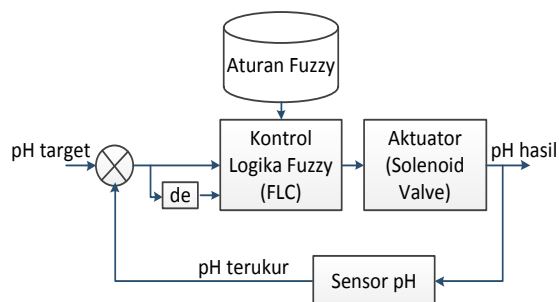 Aturan Fuzzy
pH target
Kontrol
Logika Fuzzy
(FLC)
Aktuator
(Solenoid
Valve)
pH hasil
de
pH terukur
Sensor pH